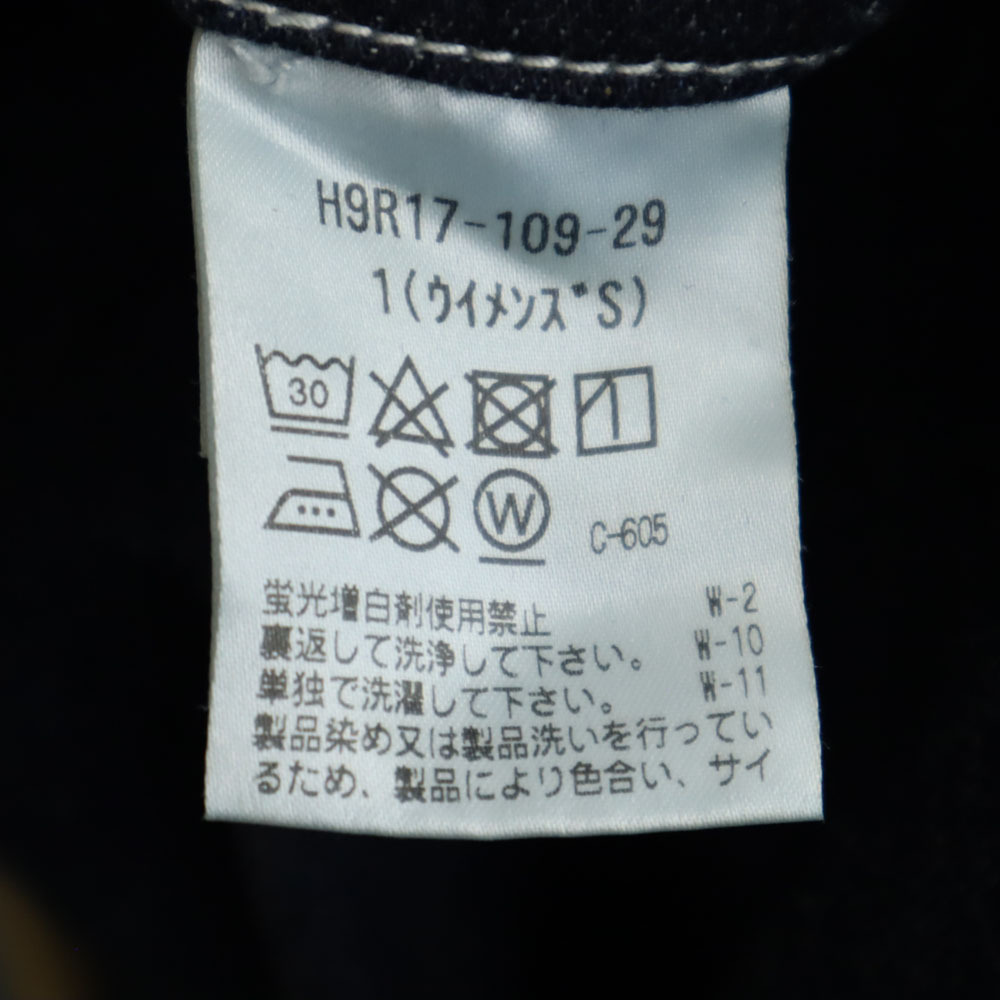 H9R17-109-29
1(ｳｲﾒﾝｽﾞS)
30
W C-605
蛍光増白剤使用禁止 W-2
裏返して洗浄して下さい。 W-10
単独で洗濯して下さい。 W-11
製品染め又は製品洗いを行ってい
るため、製品により色合い、サイ